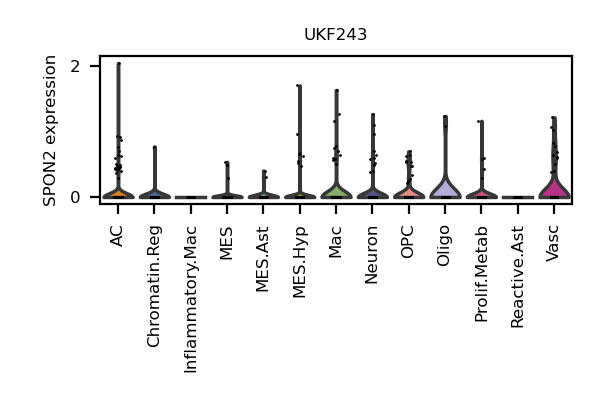 UKF243
SPON2 expression
2
0
AC
Chromatin.Reg
Inflammatory.Mac
MES
MES.Ast
MES.Hyp
Mac
Neuron
OPC
Oligo
Prolif.Metab
Reactive.Ast
Vasc